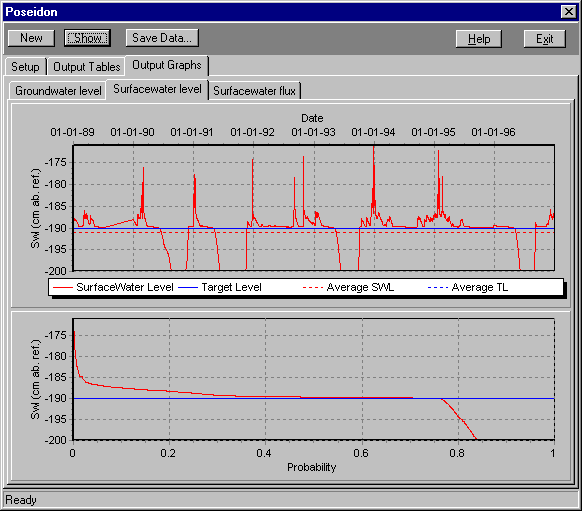 Poseidon
New Show Save Data... Help Exit
Setup Output Tables Output Graphs
Groundwater level Surfacewater level Surfacewater flux
Date
01-01-89 01-01-90 01-01-91 01-01-92 01-01-93 01-01-94 01-01-95 01-01-96
Swl (cm ab. ref.)
-175
-180
-185
-190
-195
-200
SurfaceWater Level Target Level Average SWL Average TL
Swl (cm ab. ref.)
-175
-180
-185
-190
-195
-200
0 0.2 0.4 0.6 0.8 1
Probability
Ready